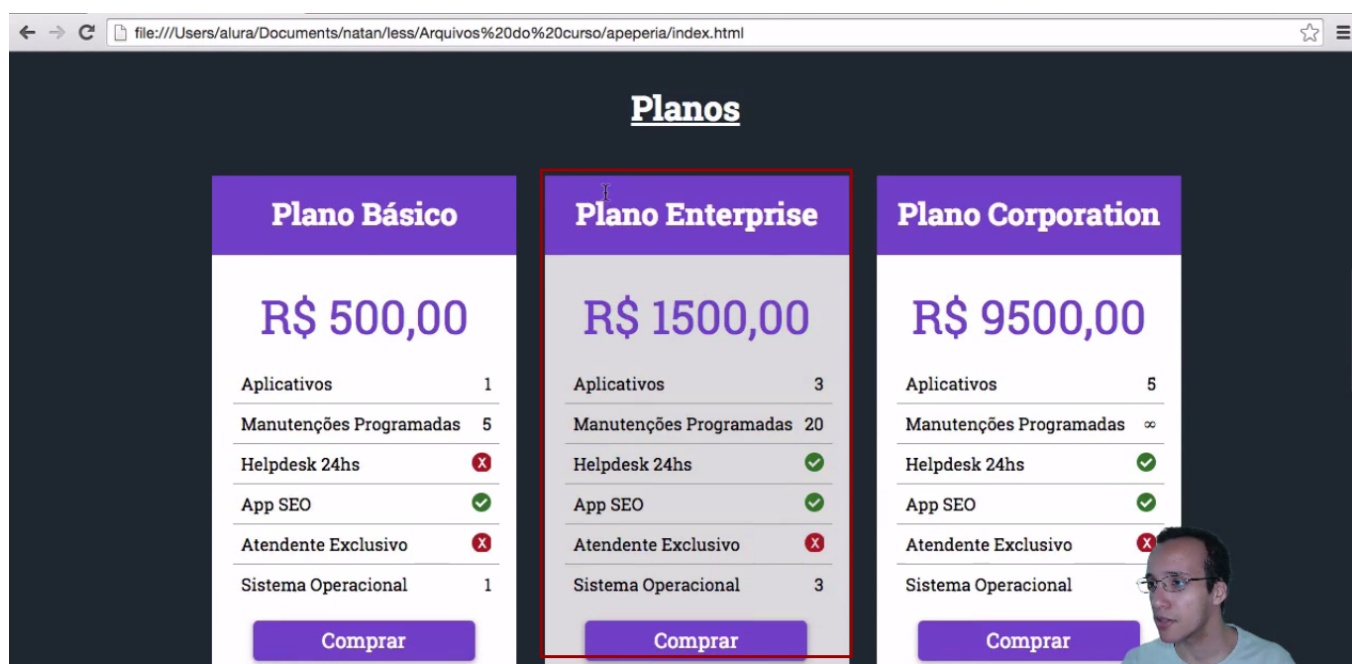 file:///Users/alura/Documents/natan/less/Arquivos%20do%20curso/apeperia/index.html
Planos
Plano Básico
R$ 500,00
Aplicativos 1
Manutenções Programadas 5
Helpdesk 24hs X
App SEO
Atendente Exclusivo X
Sistema Operacional 1
Comprar
Plano Enterprise
R$ 1500,00
Aplicativos 3
Manutenções Programadas 20
Helpdesk 24hs
App SEO
Atendente Exclusivo X
Sistema Operacional 3
Comprar
Plano Corporation
R$ 9500,00
Aplicativos 5
Manutenções Programadas ∞
Helpdesk 24hs
App SEO
Atendente Exclusivo X
Sistema Operacional
Comprar